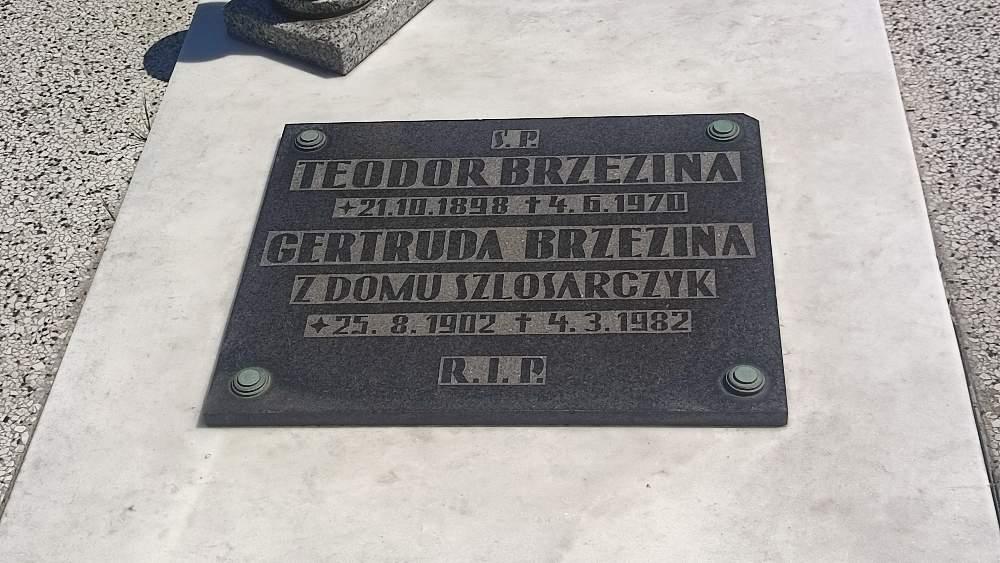 S.P.
TEODOR BRZEZINA
+21.10.1898 † 4.6.1970
GERTRUDA BRZEZINA
Z DOMU SZLOSARCZYK
+25. 8. 1902 † 4.3.1982
R.I.P.